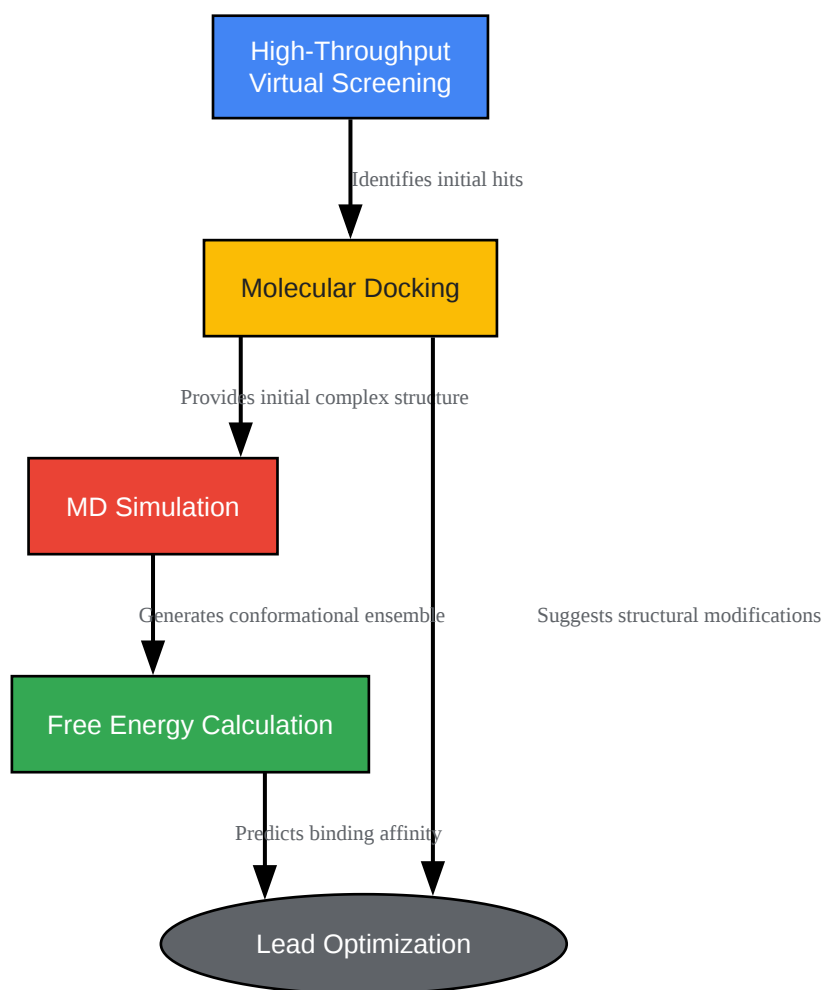 High-Throughput
Virtual Screening
Identifies initial hits
Molecular Docking
Provides initial complex structure
MD Simulation
Generates conformational ensemble
Suggests structural modifications
Free Energy Calculation
Predicts binding affinity
Lead Optimization